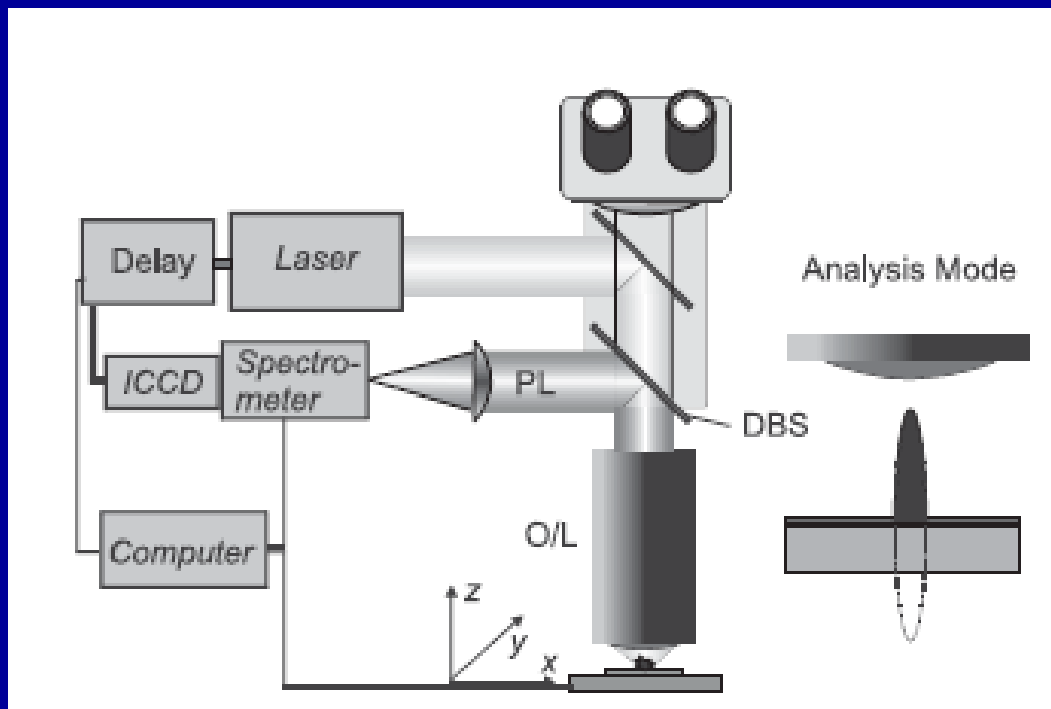 Delay
Laser
Analysis Mode
ICCD
Spectro-
meter
PL
DBS
O/L
Computer
z
y
x